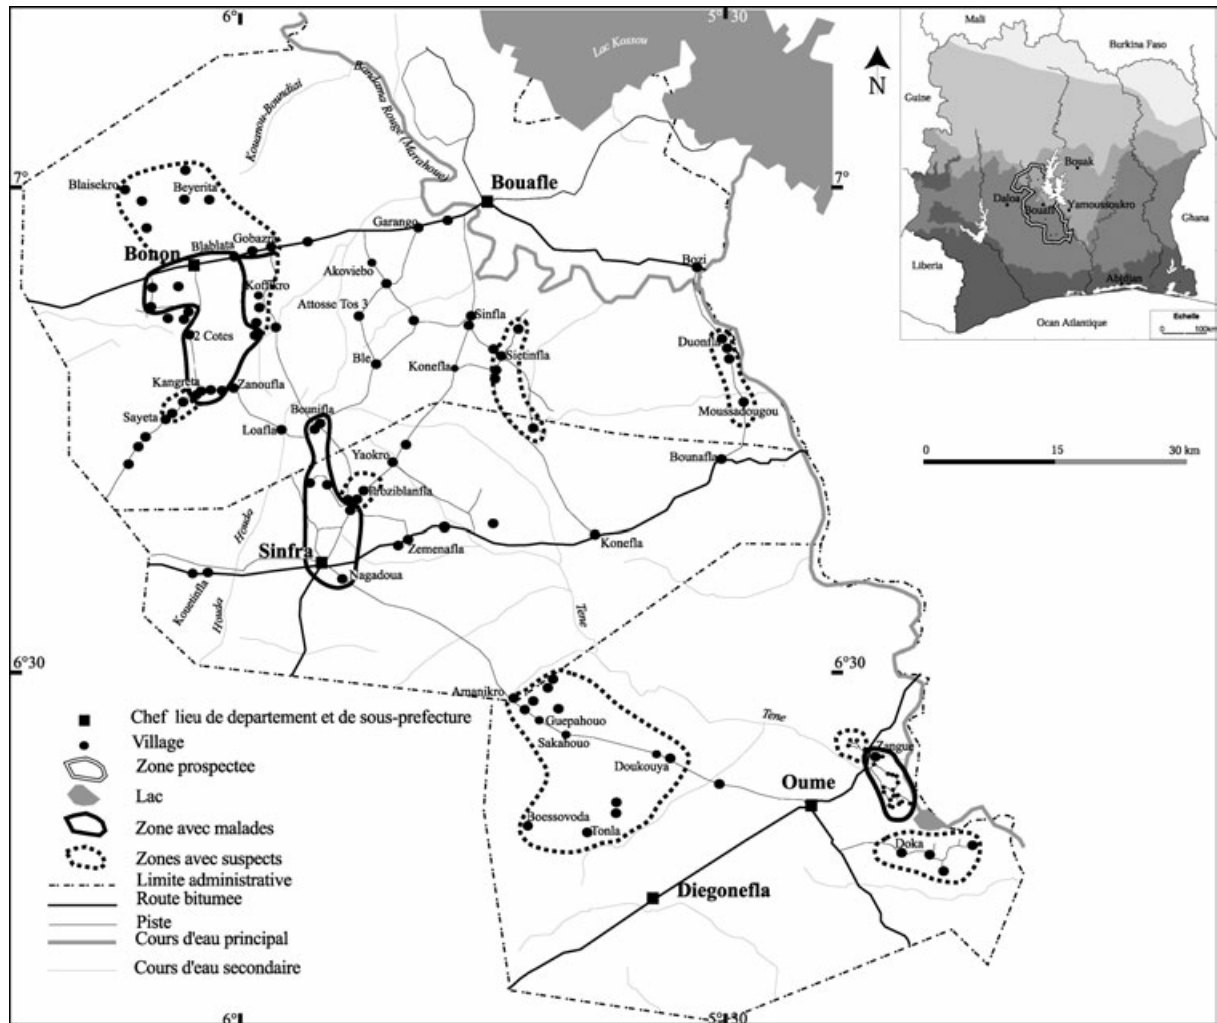 6°
5°30
Lac Kossou
N
Mali
Burkina Faso
Guine
Bouak
Daloa
Bouafl
Yamoussoukro
Ghana
Liberia
Abidjan
Ocan Atlantique
Echelle
0 100km
Kouanou-Boundiai
Bandama Rouge (Marahoue)
7°
7°
Blaisekro
Beyerita
Bouafle
Garango
Gobazra
Blablata
Bonon
Bozi
Akoviebo
Koffikro
Attosse Tos 3
Sinfla
2 Cotes
Duonfla
Sietinfla
Ble
Konefla
Kangreta
Zanoufla
Moussadougou
Sayeta
Bounifla
Loafla
Yaokro
Bounafla
0 15 30 km
Proziblanfla
Houda
Sinfra
Zemenafla
Konefla
Nagadoua
Kouetinfla
Houda
Tene
6°30
6°30
Amanikro
Guepahouo
Tene
Sakahouo
Zangue
Doukouya
Oume
Boessovoda
Tonla
Doka
Diegonefla
Chef lieu de departement et de sous-prefecture
Village
Zone prospectee
Lac
Zone avec malades
Zones avec suspects
Limite administrative
Route bitumee
Piste
Cours d'eau principal
Cours d'eau secondaire
6°
5°30